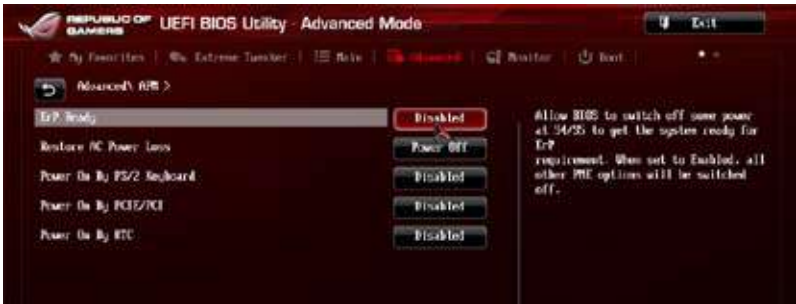 REPUBLIC OF GAMERS UEFI BIOS Utility - Advanced Mode
Exit
My Favorites | Extreme Tweaker | Main | Advanced | Monitor | Boot
Advanced\ APM >
ErP Ready Disabled
Restore AC Power Loss Power Off
Power On By PS/2 Keyboard Disabled
Power On By PCIE/PCI Disabled
Power On By RTC Disabled
Allow BIOS to switch off some power
at S4/S5 to get the system ready for
ErP
requirement. When set to Enabled, all
other PME options will be switched
off.